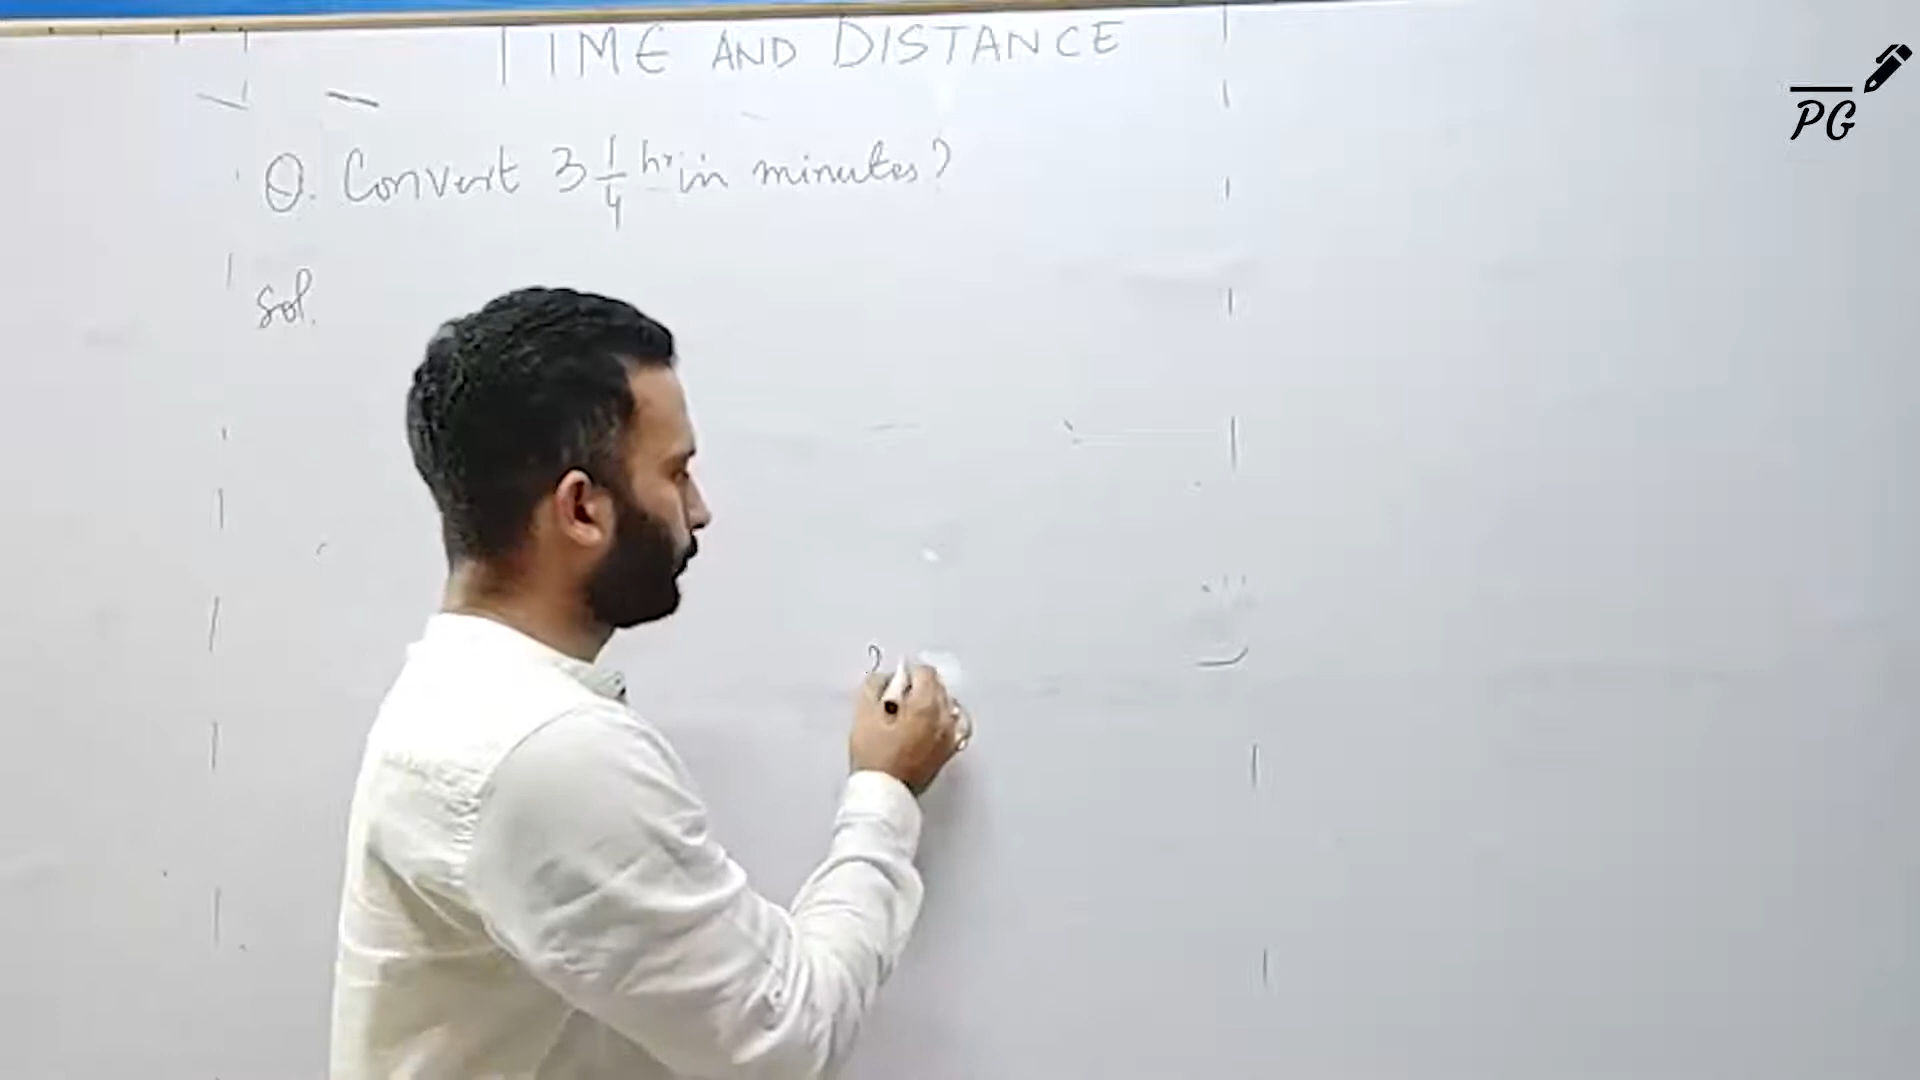 TIME AND DISTANCE
Q. Convert 3 1/4 hr in minutes?
Sol.
PG